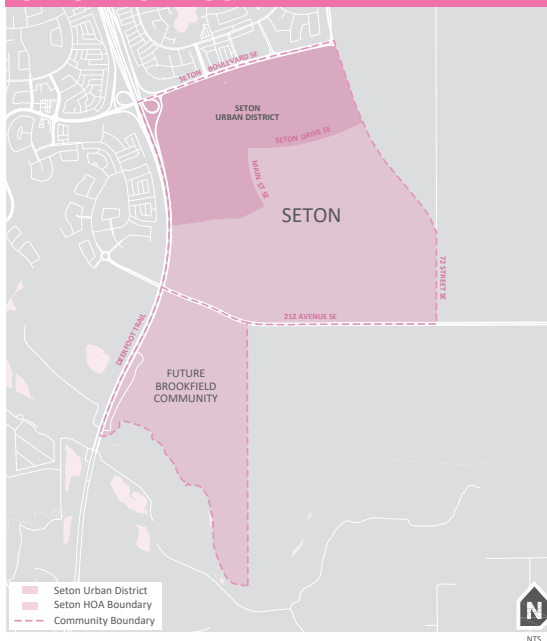 SETON BOULEVARD SE
SETON
URBAN DISTRICT
SETON DRIVE SE
MAIN ST SE
SETON
72 STREET SE
212 AVENUE SE
DEERFOOT TRAIL
FUTURE
BROOKFIELD
COMMUNITY
Seton Urban District
Seton HOA Boundary
Community Boundary
N
NTS